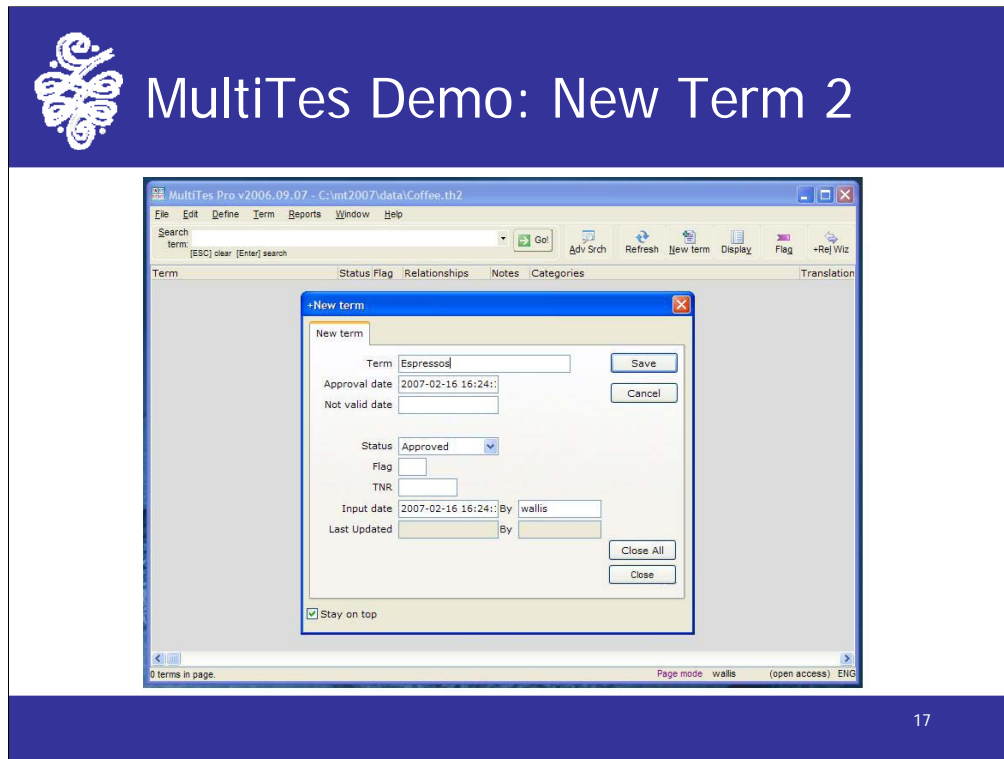 MultiTes Demo: New Term 2
MultiTes Pro v2006.09.07 - C:\mt2007\data\Coffee.th2
File Edit Define Term Reports Window Help
Search term: Go! Adv Srch Refresh New term Display Flag +Rel Wiz
[ESC] clear [Enter] search
Term Status Flag Relationships Notes Categories Translation
+New term
New term
Term Espressos Save
Approval date 2007-02-16 16:24: Cancel
Not valid date
Status Approved
Flag
TNR
Input date 2007-02-16 16:24: By wallis
Last Updated By
Close All
Close
Stay on top
0 terms in page. Page mode wallis (open access) ENG
17